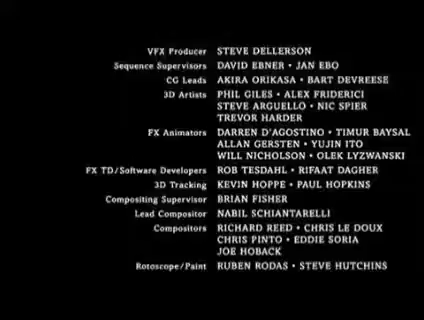 VFX Producer STEVE DELLERSON
Sequence Supervisors DAVID EBNER • JAN EBO
CG Leads AKIRA ORIKASA • BART DEVREESE
3D Artists PHIL GILES • ALEX FRIDERICI
STEVE ARGUELLO • NIC SPIER
TREVOR HARDER
FX Animators DARREN D'AGOSTINO • TIMUR BAYSAL
ALLAN GERSTEN • YUJIN ITO
WILL NICHOLSON • OLEK LYZWANSKI
FX TD/Software Developers ROB TESDAHL • RIFAAT DAGHER
3D Tracking KEVIN HOPPE • PAUL HOPKINS
Compositing Supervisor BRIAN FISHER
Lead Compositor NABIL SCHIANTARELLI
Compositors RICHARD REED • CHRIS LE DOUX
CHRIS PINTO • EDDIE SORIA
JOE HOBACK
Rotoscope/Paint RUBEN RODAS • STEVE HUTCHINS